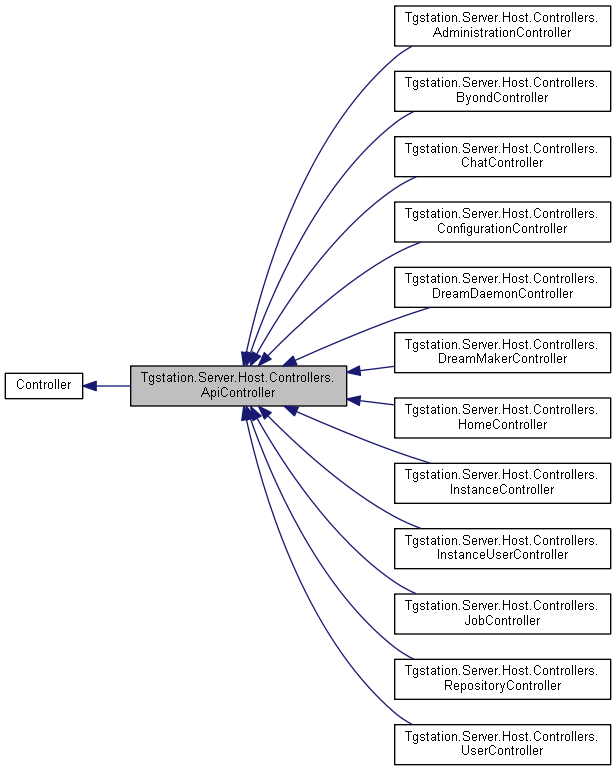 Tgstation.Server.Host.Controllers.
AdministrationController
Tgstation.Server.Host.Controllers.
ByondController
Tgstation.Server.Host.Controllers.
ChatController
Tgstation.Server.Host.Controllers.
ConfigurationController
Tgstation.Server.Host.Controllers.
DreamDaemonController
Tgstation.Server.Host.Controllers.
DreamMakerController
Controller
Tgstation.Server.Host.Controllers.
ApiController
Tgstation.Server.Host.Controllers.
HomeController
Tgstation.Server.Host.Controllers.
InstanceController
Tgstation.Server.Host.Controllers.
InstanceUserController
Tgstation.Server.Host.Controllers.
JobController
Tgstation.Server.Host.Controllers.
RepositoryController
Tgstation.Server.Host.Controllers.
UserController